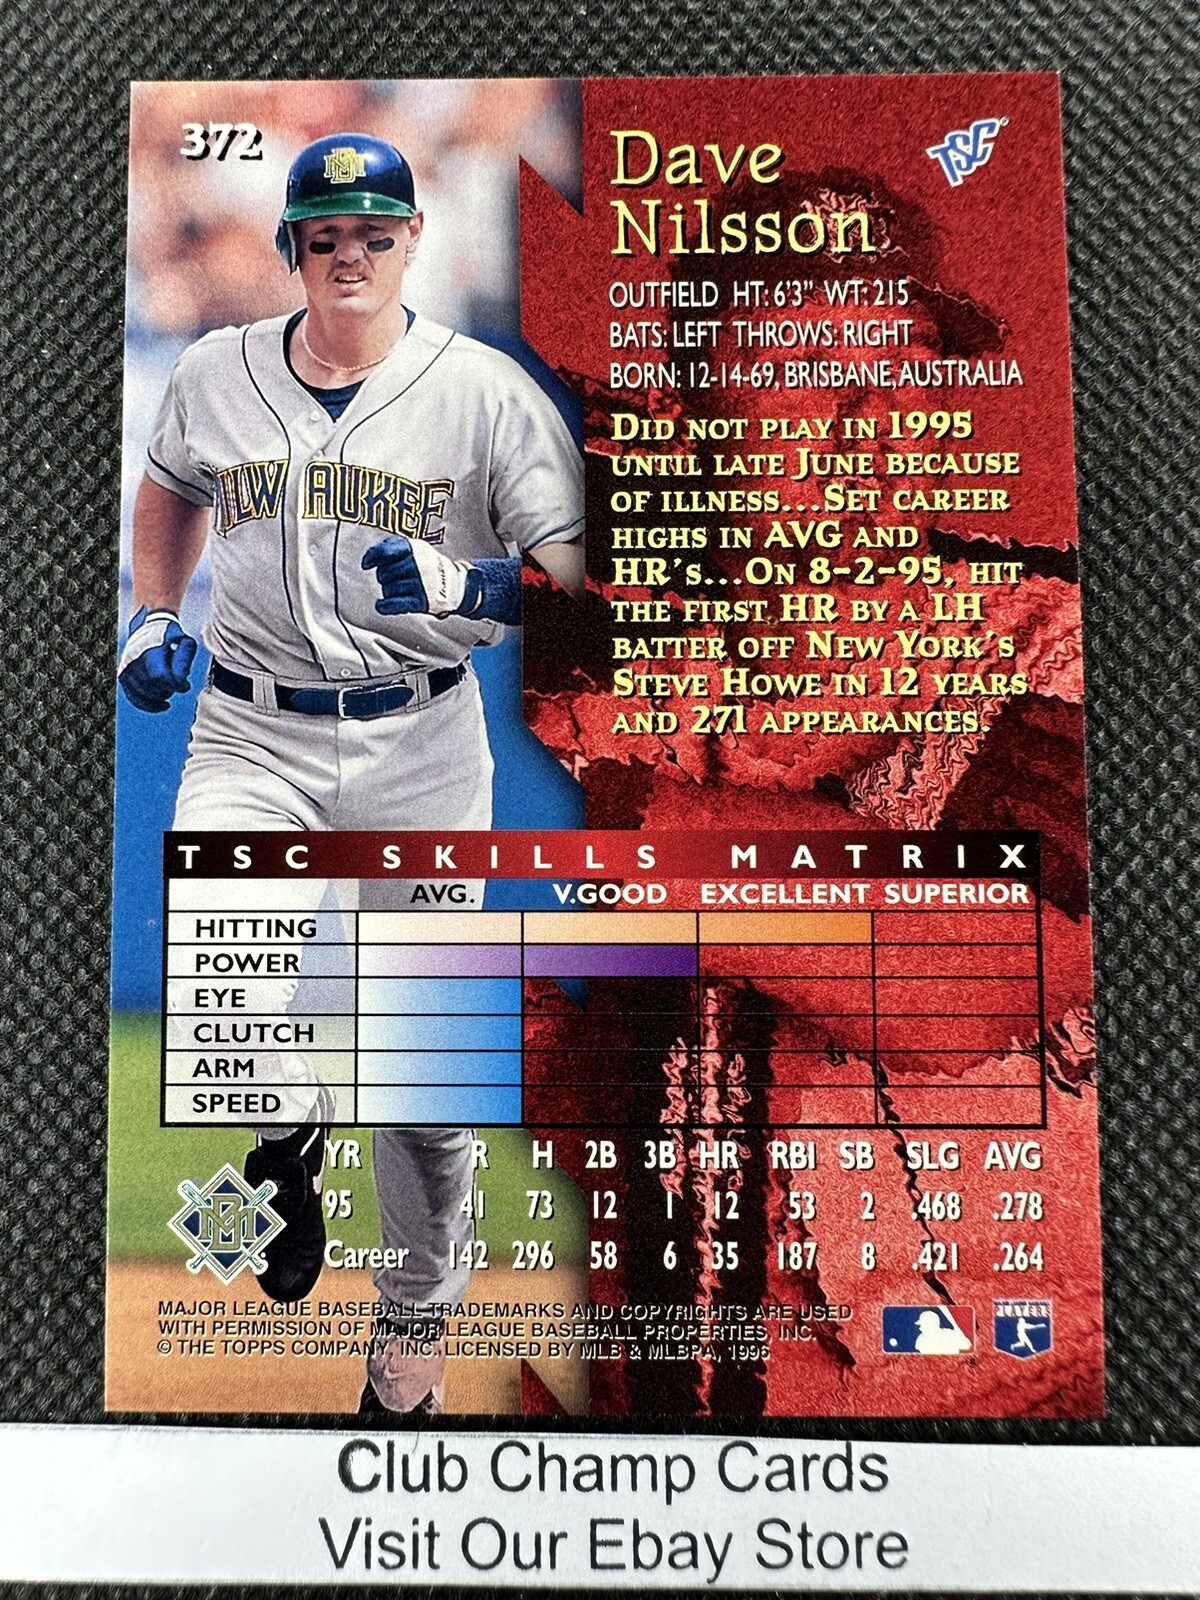 372
TSC
Dave
Nilsson
OUTFIELD HT: 6'3" WT: 215
BATS: LEFT THROWS: RIGHT
BORN: 12-14-69, BRISBANE, AUSTRALIA
DID NOT PLAY IN 1995
UNTIL LATE JUNE BECAUSE
OF ILLNESS...SET CAREER
HIGHS IN AVG AND
HR'S...ON 8-2-95, HIT
THE FIRST HR BY A LH
BATTER OFF NEW YORK'S
STEVE HOWE IN 12 YEARS
AND 271 APPEARANCES.
MILWAUKEE
TSC SKILLS MATRIX
AVG. V.GOOD EXCELLENT SUPERIOR
HITTING
POWER
EYE
CLUTCH
ARM
SPEED
YR R H 2B 3B HR RBI SB SLG AVG
95 41 73 12 1 12 53 2 .468 .278
Career 142 296 58 6 35 187 8 .421 .264
MAJOR LEAGUE BASEBALL TRADEMARKS AND COPYRIGHTS ARE USED
WITH PERMISSION OF MAJOR LEAGUE BASEBALL PROPERTIES, INC.
© THE TOPPS COMPANY, INC. LICENSED BY MLB & MLBPA, 1996
PLAYERS
Club Champ Cards
Visit Our Ebay Store